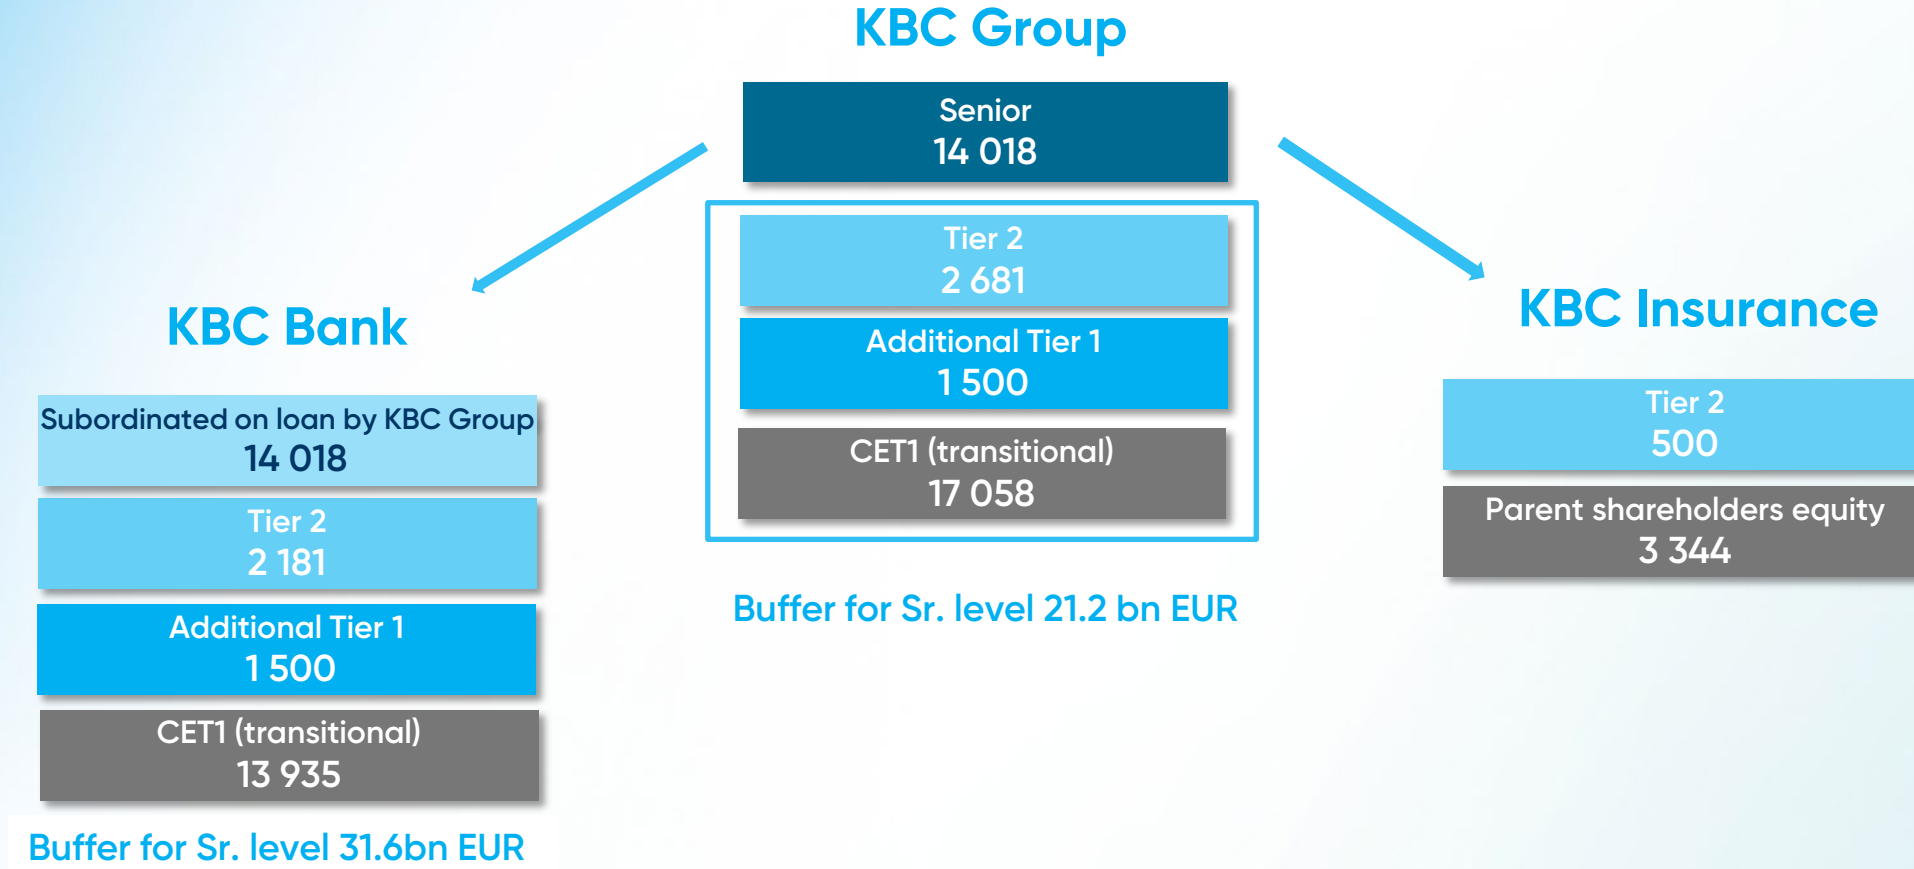 KBC Group
Senior
14 018
Tier 2
2 681
Additional Tier 1
1 500
CET1 (transitional)
17 058
Buffer for Sr. level 21.2 bn EUR
KBC Bank
Subordinated on loan by KBC Group
14 018
Tier 2
2 181
Additional Tier 1
1 500
CET1 (transitional)
13 935
Buffer for Sr. level 31.6bn EUR
KBC Insurance
Tier 2
500
Parent shareholders equity
3 344